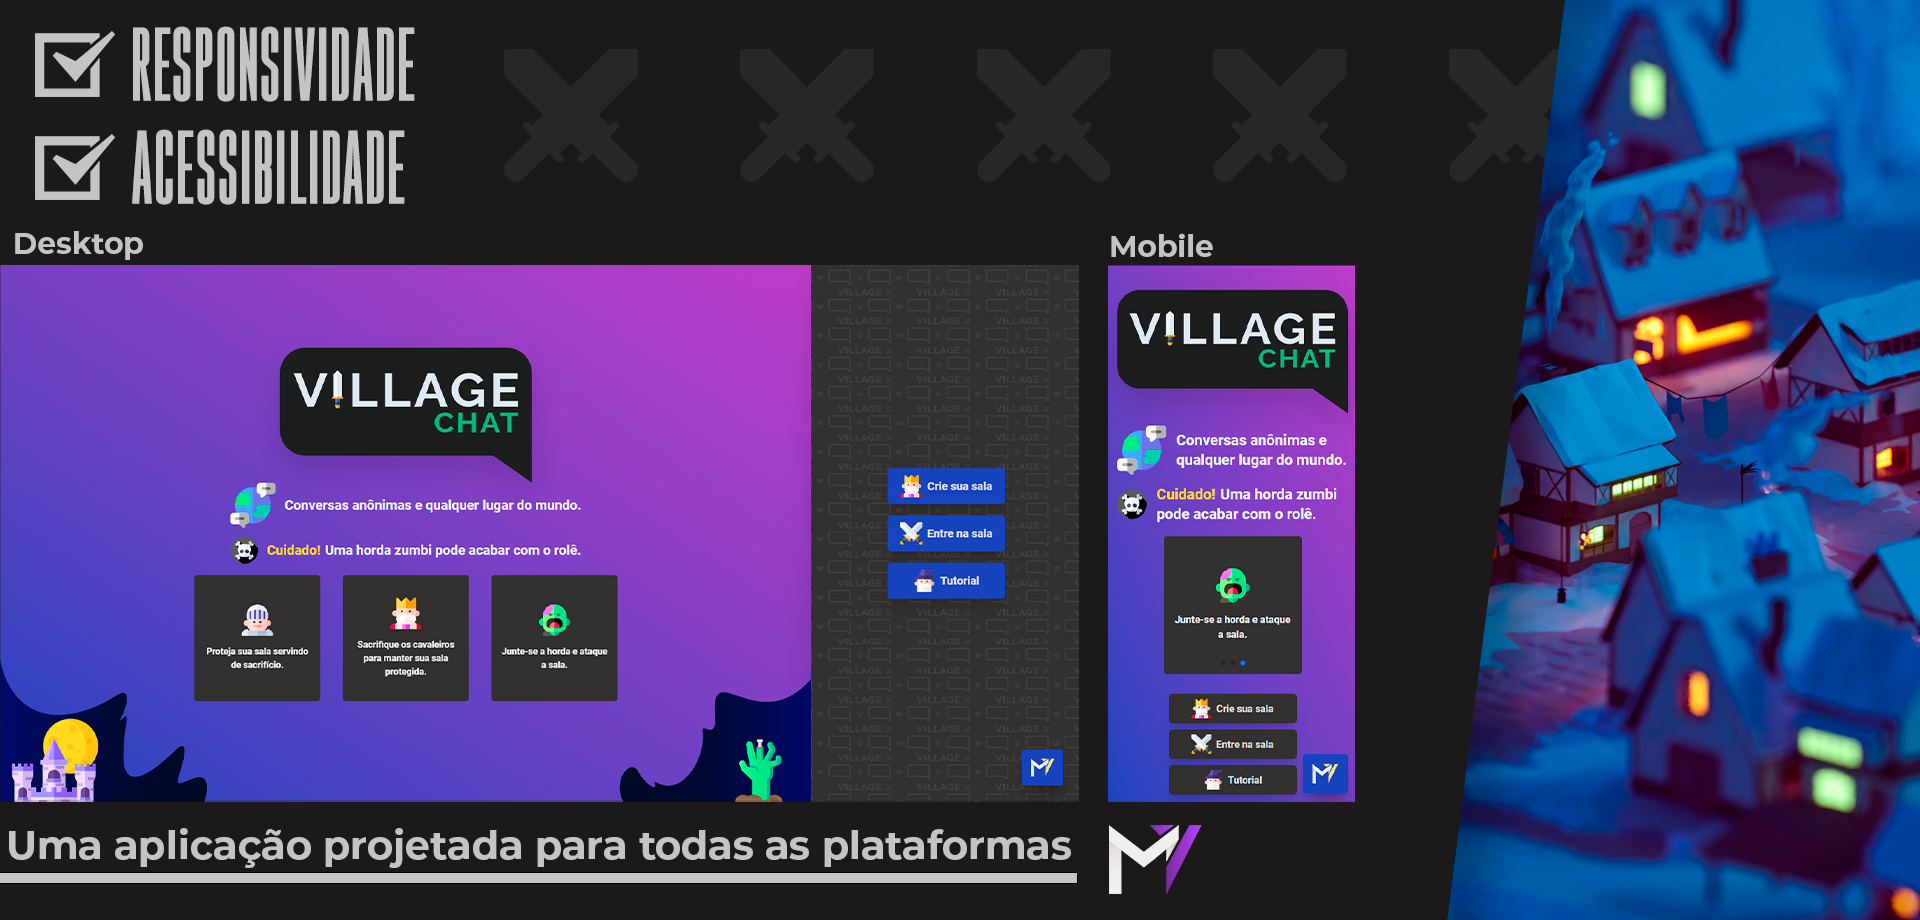 RESPONSIVIDADE
ACESSIBILIDADE
Desktop
VILLAGE
CHAT
Conversas anônimas e qualquer lugar do mundo.
Cuidado! Uma horda zumbi pode acabar com o rolê.
Proteja sua sala servindo
de sacrifício.
Sacrifique os cavaleiros
para manter sua sala
protegida.
Junte-se a horda e ataque
a sala.
Crie sua sala
Entre na sala
Tutorial
Mobile
VILLAGE
CHAT
Conversas anônimas e
qualquer lugar do mundo.
Cuidado! Uma horda zumbi
pode acabar com o rolê.
Junte-se a horda e ataque
a sala.
Crie sua sala
Entre na sala
Tutorial
Uma aplicação projetada para todas as plataformas